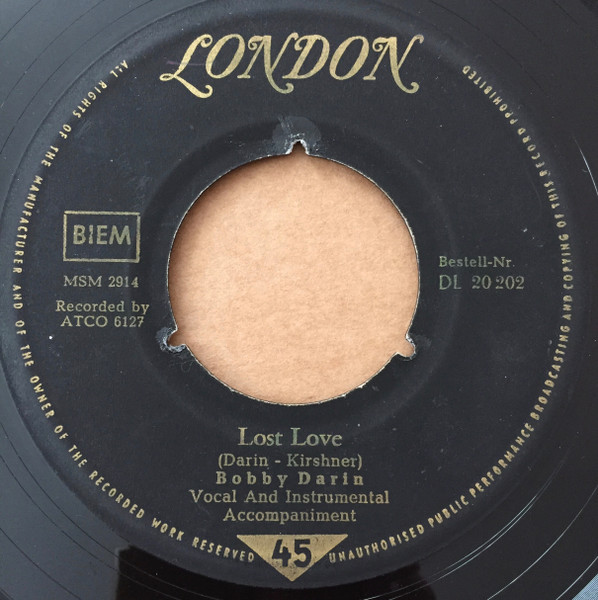 LONDON
ALL RIGHTS OF THE MANUFACTURER AND OF THE OWNER OF THE RECORDED WORK RESERVED
UNAUTHORISED PUBLIC PERFORMANCE BROADCASTING AND COPYING OF THIS RECORD PROHIBITED
BIEM
MSM 2914
Recorded by
ATCO 6127
Bestell-Nr.
DL 20 202
Lost Love
(Darin - Kirshner)
Bobby Darin
Vocal And Instrumental
Accompaniment
45